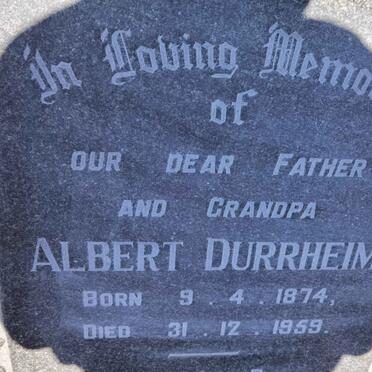 In Loving Memo
of
OUR DEAR FATHER
AND GRANDPA
ALBERT DURRHEIM
BORN 9.4.1874,
DIED 31.12.1959.